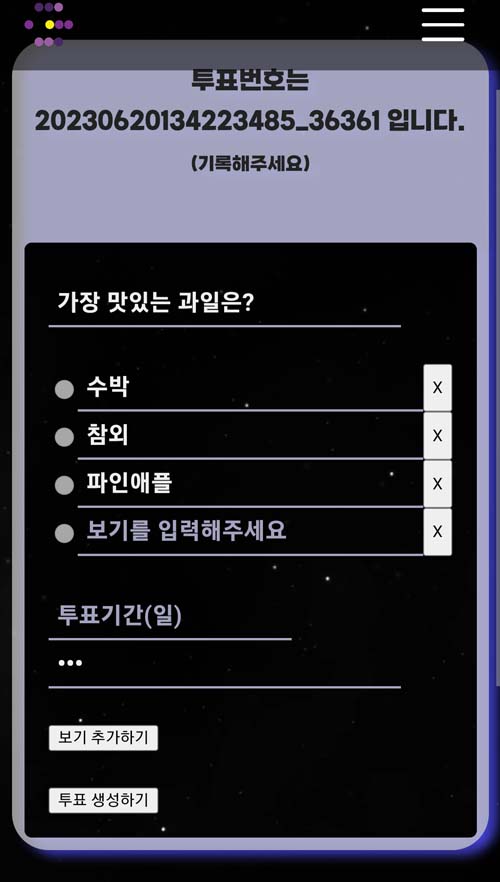 투표번호는
20230620134223485_36361 입니다.
(기록해주세요)
가장 맛있는 과일은?
수박
X
참외
X
파인애플
X
보기를 입력해주세요
X
투표기간(일)
•••
보기 추가하기
투표 생성하기